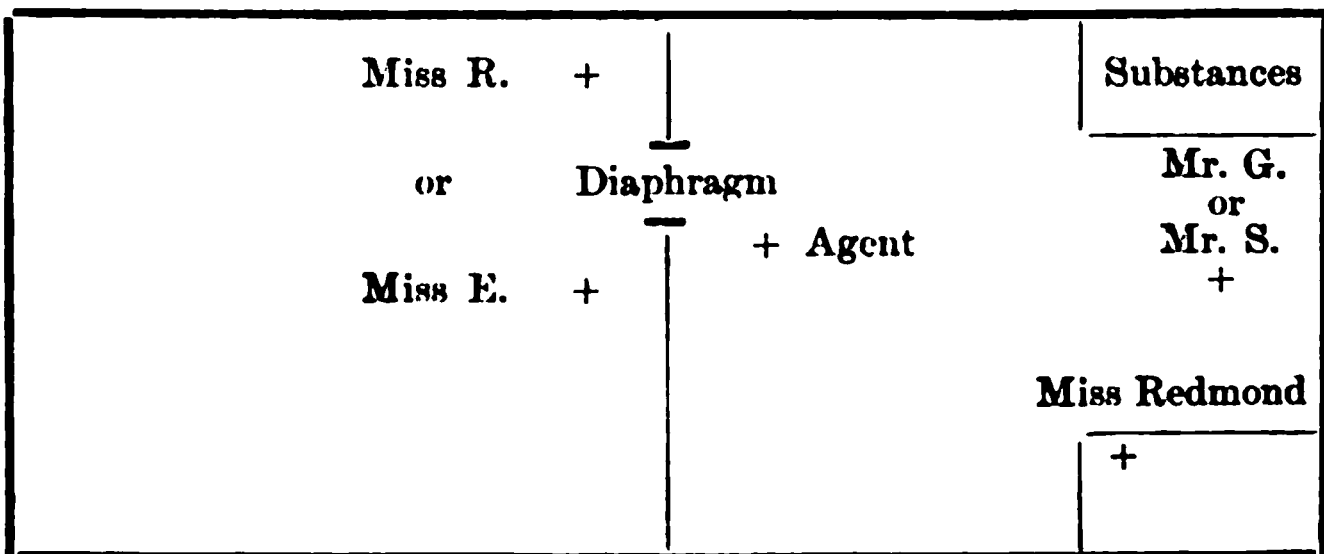 Miss R. +
Substances
or
Diaphragm
Mr. G.
or
Mr. S.
+
+ Agent
Miss E. +
Miss Redmond
+